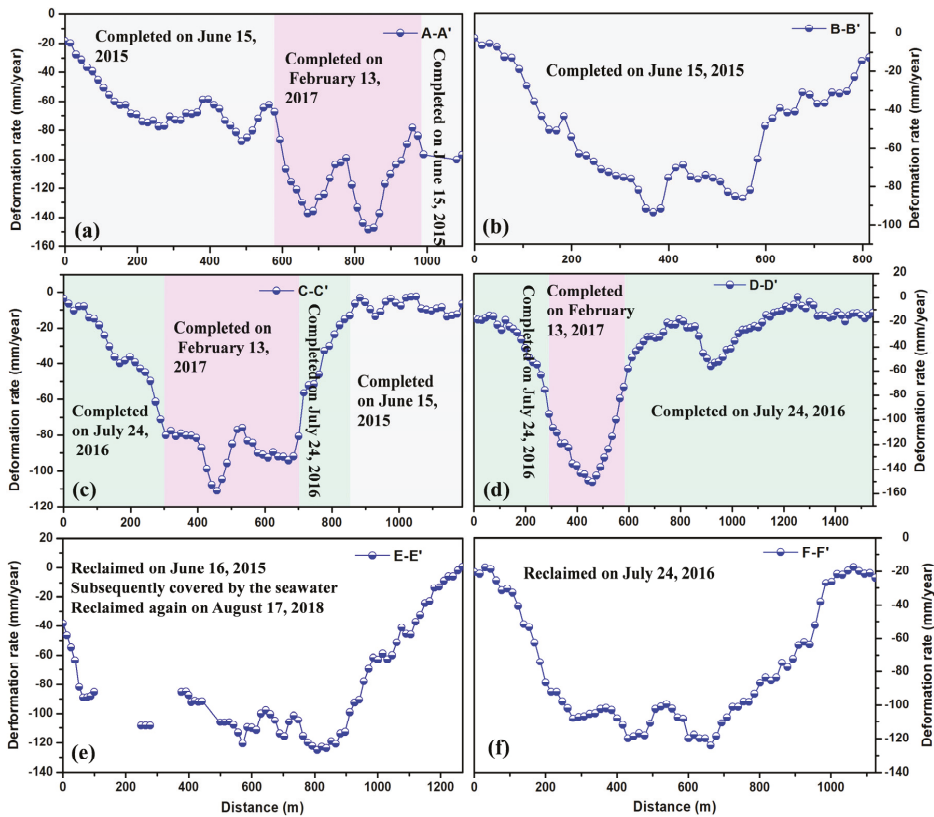 Completed on June 15,
2015
Completed on
February 13,
2017
Completed on June 15, 2015
A-A'
(a)
0
-20
-40
-60
-80
-100
-120
-140
-160
0 200 400 600 800 1000
Deformation rate (mm/year)
B-B'
Completed on June 15, 2015
(b)
0
-20
-40
-60
-80
-100
0 200 400 600 800
Deformation rate (mm/year)
C-C'
Completed on
February 13,
2017
Completed
on July 24,
2016
Completed on July 24, 2016
Completed
on June 15,
2015
(c)
20
0
-20
-40
-60
-80
-100
-120
0 200 400 600 800 1000
Deformation rate (mm/year)
D-D'
Completed
on February
13, 2017
Completed on July 24, 2016
Completed on July 24, 2016
(d)
20
0
-20
-40
-60
-80
-100
-120
-140
-160
0 200 400 600 800 1000 1200 1400
Deformation rate (mm/year)
E-E'
Reclaimed on June 16, 2015
Subsequently covered by the seawater
Reclaimed again on August 17, 2018
(e)
20
0
-20
-40
-60
-80
-100
-120
-140
0 200 400 600 800 1000 1200
Deformation rate (mm/year)
Distance (m)
F-F'
Reclaimed on July 24, 2016
(f)
0
-20
-40
-60
-80
-100
-120
-140
0 200 400 600 800 1000
Deformation rate (mm/year)
Distance (m)